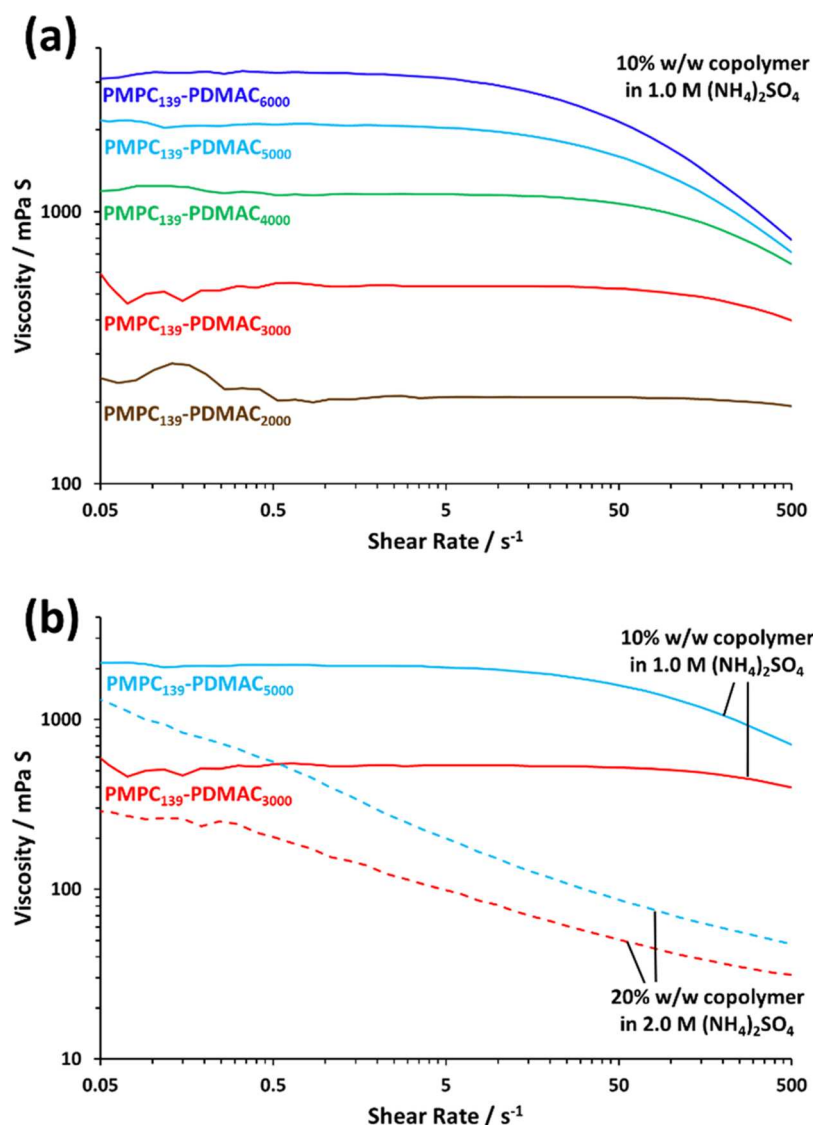 (a)
10% w/w copolymer
in 1.0 M (NH₄)₂SO₄
PMPC₁₃₉-PDMAC₆₀₀₀
PMPC₁₃₉-PDMAC₅₀₀₀
PMPC₁₃₉-PDMAC₄₀₀₀
PMPC₁₃₉-PDMAC₃₀₀₀
PMPC₁₃₉-PDMAC₂₀₀₀
Viscosity / mPa S
1000
100
0.05 0.5 5 50 500
Shear Rate / s⁻¹
(b)
10% w/w copolymer
in 1.0 M (NH₄)₂SO₄
PMPC₁₃₉-PDMAC₅₀₀₀
PMPC₁₃₉-PDMAC₃₀₀₀
20% w/w copolymer
in 2.0 M (NH₄)₂SO₄
Viscosity / mPa S
1000
100
10
0.05 0.5 5 50 500
Shear Rate / s⁻¹